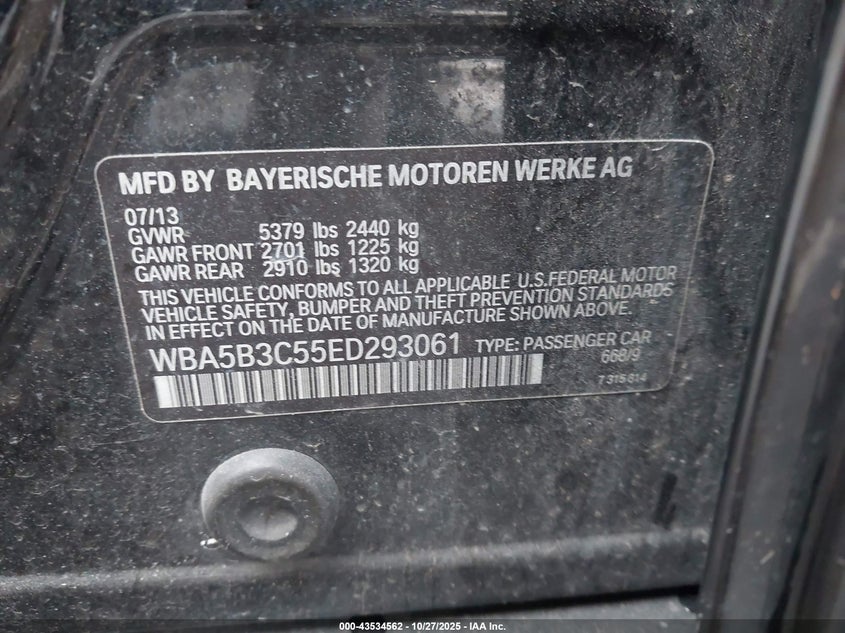 MFD BY BAYERISCHE MOTOREN WERKE AG
07/13
GVWR 5379 lbs 2440 kg
GAWR FRONT 2701 lbs 1225 kg
GAWR REAR 2910 lbs 1320 kg
THIS VEHICLE CONFORMS TO ALL APPLICABLE U.S.FEDERAL MOTOR
VEHICLE SAFETY, BUMPER AND THEFT PREVENTION STANDARDS
IN EFFECT ON THE DATE OF MANUFACTURE SHOWN ABOVE.
WBA5B3C55ED293061 TYPE: PASSENGER CAR
668/9
7 315 614
000-43534562 | 10/27/2025 - IAA Inc.